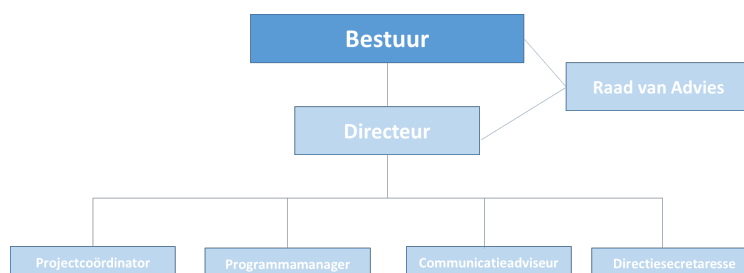 Bestuur
Raad van Advies
Directeur
Projectcoördinator
Programmamanager
Communicatieadviseur
Directiesecretaresse